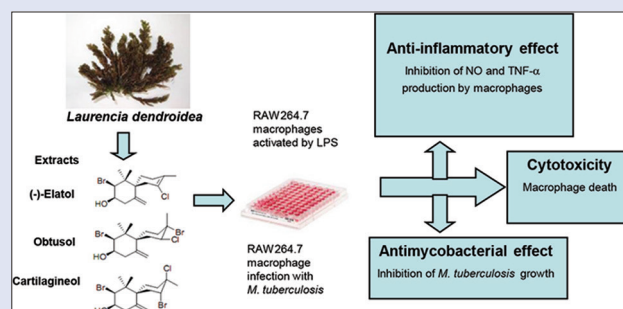 Laurencia dendroidea
Extracts
(-)-Elatol
Br
HO
Cl
Obtusol
Br
HO
Br
Cl
Cartilagineol
Cl
Br
HO
Br
RAW264.7
macrophages
activated by LPS
RAW264.7
macrophage
infection with
M. tuberculosis
Anti-inflammatory effect
Inhibition of NO and TNF-α
production by macrophages
Cytotoxicity
Macrophage death
Antimycobacterial effect
Inhibition of M. tuberculosis growth